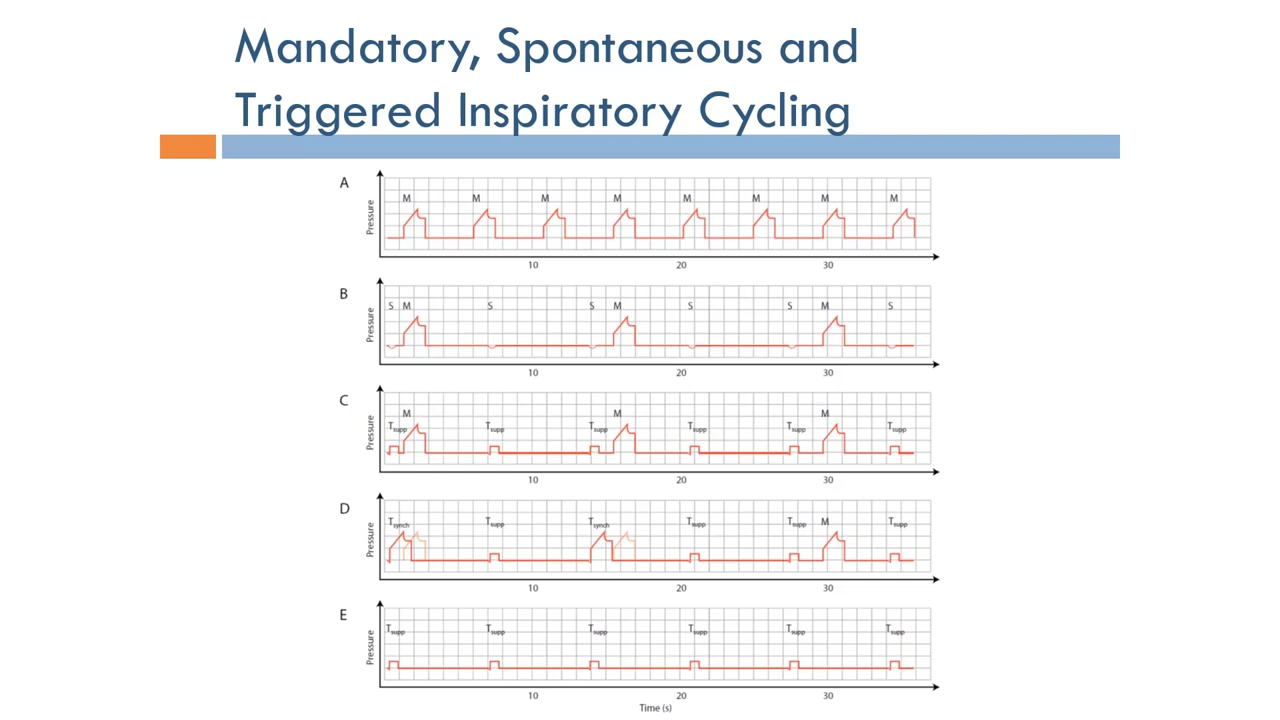 Mandatory, Spontaneous and
Triggered Inspiratory Cycling
A
Pressure
M M M M M M M M
10 20 30
B
Pressure
S M S S M S S M S
10 20 30
C
Pressure
M M M
Tsupp Tsupp Tsupp Tsupp Tsupp Tsupp
10 20 30
D
Pressure
Tsynch Tsupp Tsynch Tsupp Tsupp M Tsupp
10 20 30
E
Pressure
Tsupp Tsupp Tsupp Tsupp Tsupp Tsupp
10 20 30
Time (s)